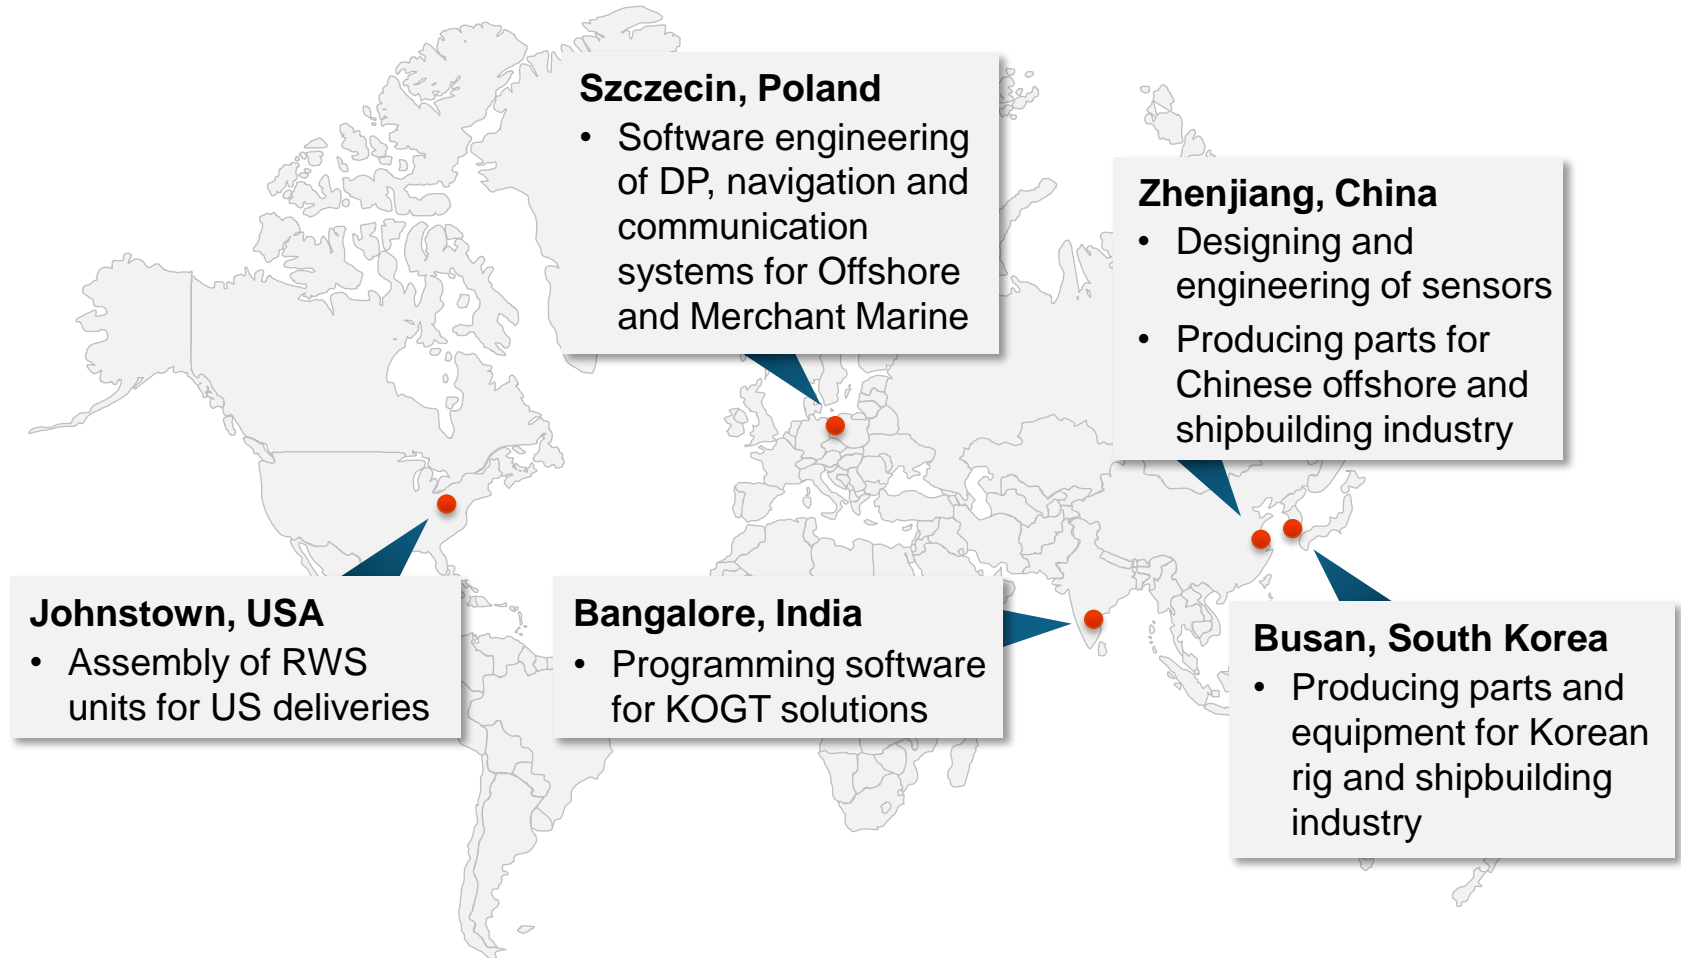 Szczecin, Poland
• Software engineering
of DP, navigation and
communication
systems for Offshore
and Merchant Marine
Zhenjiang, China
• Designing and
engineering of sensors
• Producing parts for
Chinese offshore and
shipbuilding industry
Johnstown, USA
• Assembly of RWS
units for US deliveries
Bangalore, India
• Programming software
for KOGT solutions
Busan, South Korea
• Producing parts and
equipment for Korean
rig and shipbuilding
industry